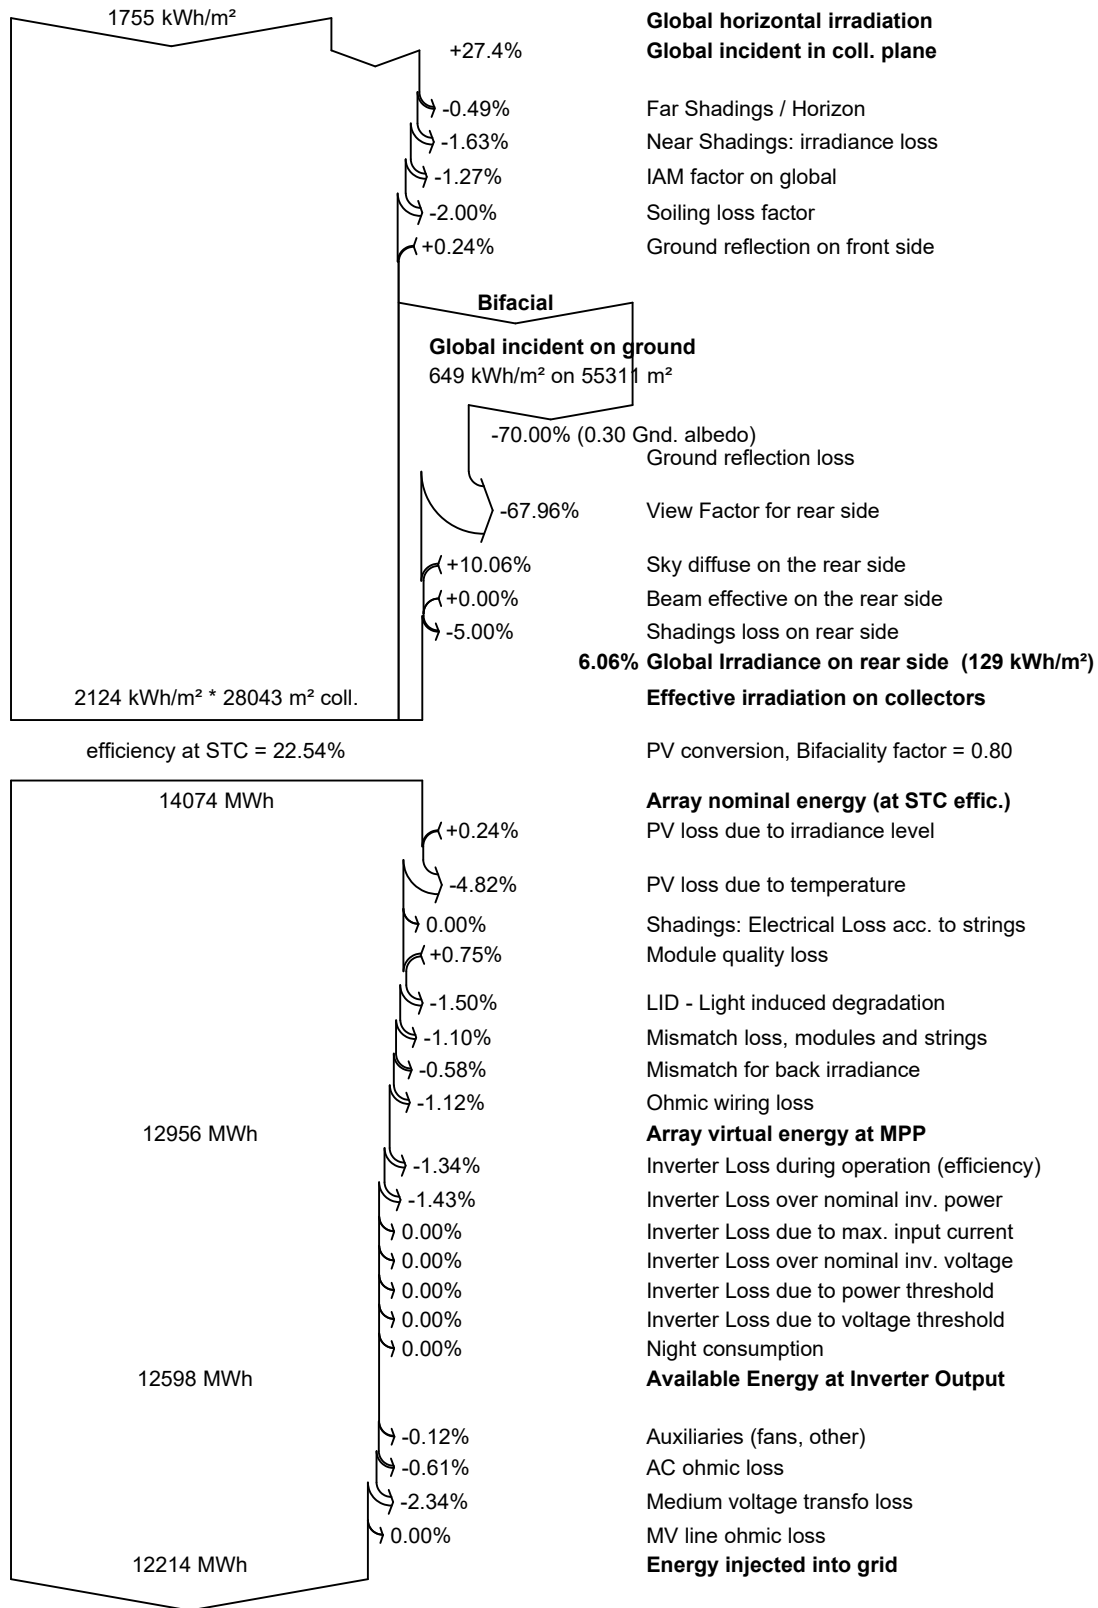 1755 kWh/m² Global horizontal irradiation
+27.4% Global incident in coll. plane
-0.49% Far Shadings / Horizon
-1.63% Near Shadings: irradiance loss
-1.27% IAM factor on global
-2.00% Soiling loss factor
+0.24% Ground reflection on front side
Bifacial
Global incident on ground
649 kWh/m² on 55311 m²
-70.00% (0.30 Gnd. albedo)
Ground reflection loss
-67.96% View Factor for rear side
+10.06% Sky diffuse on the rear side
+0.00% Beam effective on the rear side
-5.00% Shadings loss on rear side
6.06% Global Irradiance on rear side (129 kWh/m²)
2124 kWh/m² * 28043 m² coll. Effective irradiation on collectors
efficiency at STC = 22.54% PV conversion, Bifaciality factor = 0.80
14074 MWh Array nominal energy (at STC effic.)
+0.24% PV loss due to irradiance level
-4.82% PV loss due to temperature
0.00% Shadings: Electrical Loss acc. to strings
+0.75% Module quality loss
-1.50% LID - Light induced degradation
-1.10% Mismatch loss, modules and strings
-0.58% Mismatch for back irradiance
-1.12% Ohmic wiring loss
12956 MWh Array virtual energy at MPP
-1.34% Inverter Loss during operation (efficiency)
-1.43% Inverter Loss over nominal inv. power
0.00% Inverter Loss due to max. input current
0.00% Inverter Loss over nominal inv. voltage
0.00% Inverter Loss due to power threshold
0.00% Inverter Loss due to voltage threshold
0.00% Night consumption
12598 MWh Available Energy at Inverter Output
-0.12% Auxiliaries (fans, other)
-0.61% AC ohmic loss
-2.34% Medium voltage transfo loss
0.00% MV line ohmic loss
12214 MWh Energy injected into grid